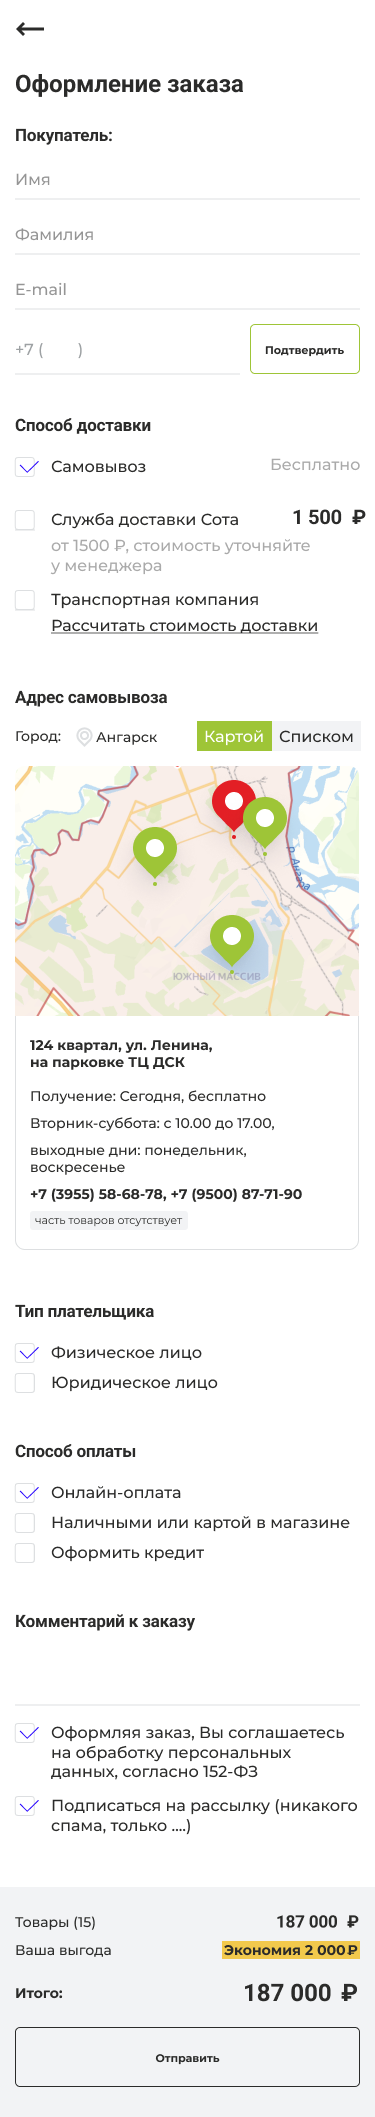 Оформление заказа
Покупатель:
Имя
Фамилия
E-mail
+7 (      )
Подтвердить
Способ доставки
Самовывоз
Бесплатно
Служба доставки Сота
1 500 ₽
от 1500 ₽, стоимость уточняйте
у менеджера
Транспортная компания
Рассчитать стоимость доставки
Адрес самовывоза
Город: Ангарск
Картой Списком
р. Ангара
ЮЖНЫЙ МАССИВ
124 квартал, ул. Ленина,
на парковке ТЦ ДСК
Получение: Сегодня, бесплатно
Вторник-суббота: с 10.00 до 17.00,
выходные дни: понедельник,
воскресенье
+7 (3955) 58-68-78, +7 (9500) 87-71-90
часть товаров отсутствует
Тип плательщика
Физическое лицо
Юридическое лицо
Способ оплаты
Онлайн-оплата
Наличными или картой в магазине
Оформить кредит
Комментарий к заказу
Оформляя заказ, Вы соглашаетесь
на обработку персональных
данных, согласно 152-ФЗ
Подписаться на рассылку (никакого
спама, только ....)
Товары (15)
187 000 ₽
Ваша выгода
Экономия 2 000 ₽
Итого:
187 000 ₽
Отправить